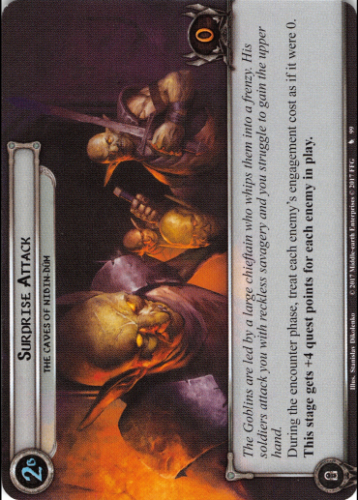 2B
Surprise Attack
The Caves of Nibin-Dûm
0
The Goblins are led by a large chieftain who whips them into a frenzy. His
soldiers attack you with reckless savagery and you struggle to gain the upper
hand.
During the encounter phase, treat each enemy's engagement cost as if it were 0.
This stage gets +4 quest points for each enemy in play.
8
Illus. Stanislav Dikolenko © 2017 Middle-earth Enterprises © 2017 FFG 99